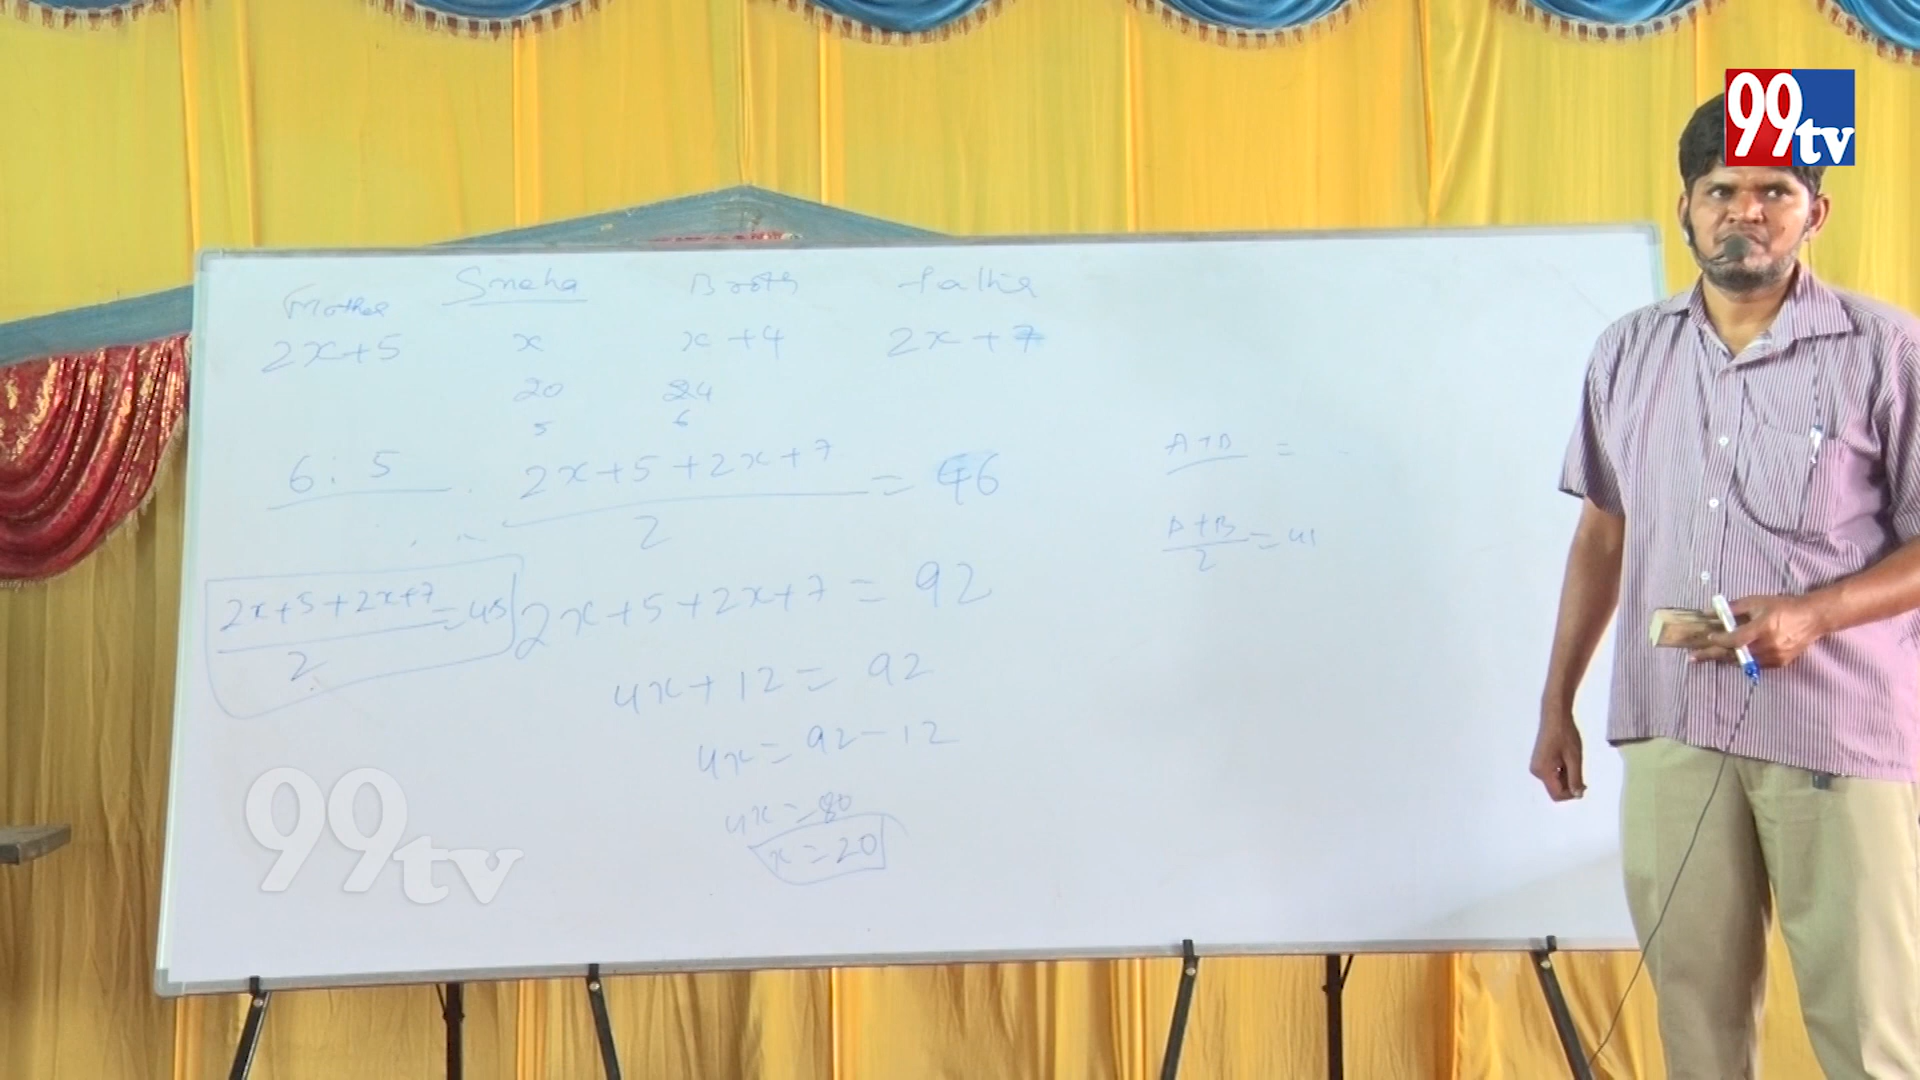 99tv
Mother Sneha Broth Fathe
2x+5 x x+4 2x+7
20 24
5 6
6:5
2x+5+2x+7
2
= 46
A+B =
A+B
2
= 41
2x+5+2x+7
2
= 45
2x+5+2x+7 = 92
4x+12 = 92
4x = 92-12
4x = 80
x = 20
99tv